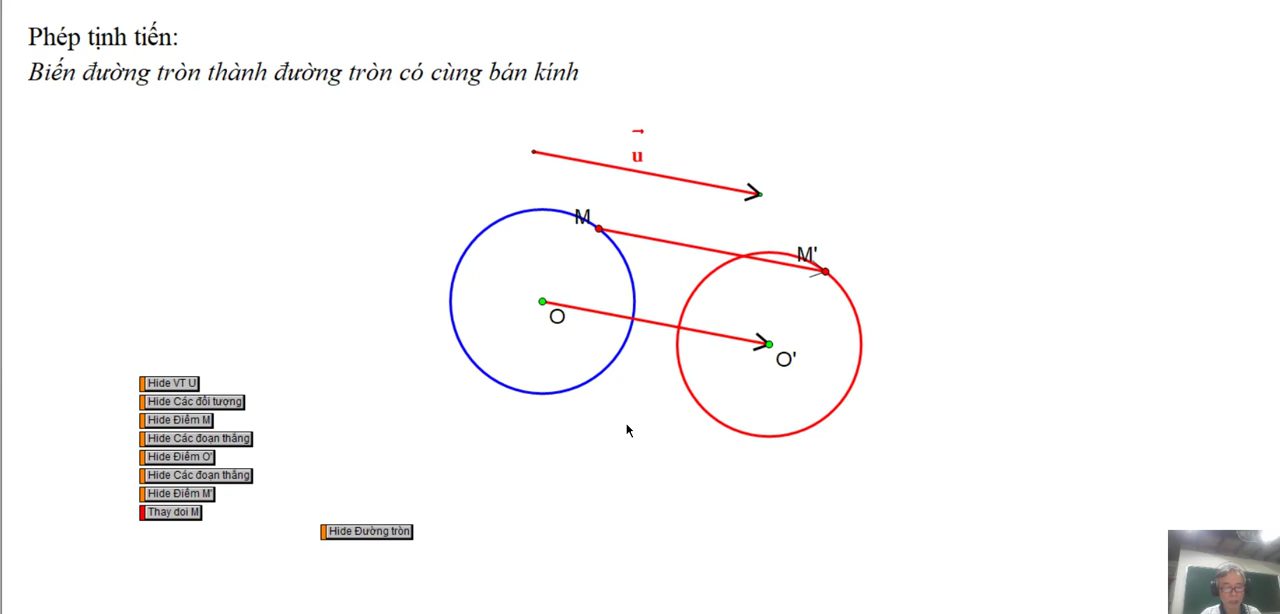 Phép tịnh tiến:
Biến đường tròn thành đường tròn có cùng bán kính
u
M
M'
O
O'
Hide VT U
Hide Các đối tượng
Hide Điểm M
Hide Các đoạn thẳng
Hide Điểm O'
Hide Các đoạn thẳng
Hide Điểm M'
Thay doi M
Hide Đường tròn